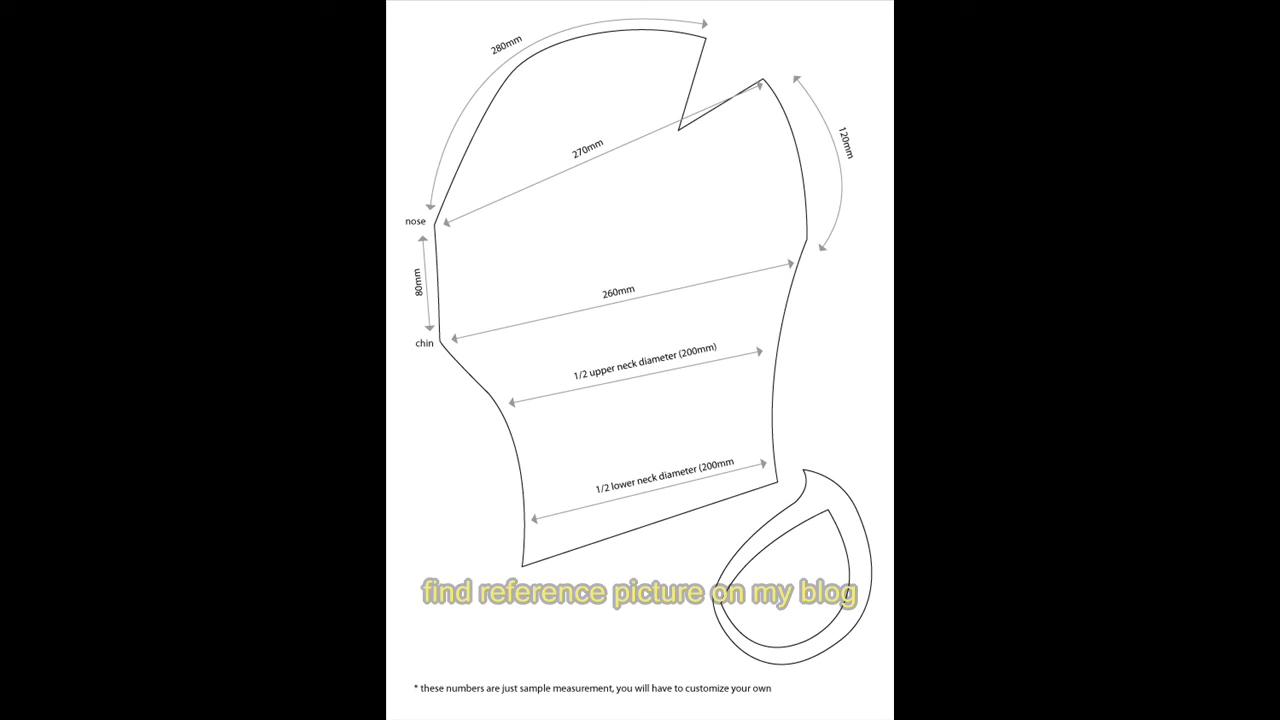 280mm
270mm
120mm
nose
80mm
260mm
chin
1/2 upper neck diameter (200mm)
1/2 lower neck diameter (200mm
find reference picture on my blog
* these numbers are just sample measurement, you will have to customize your own